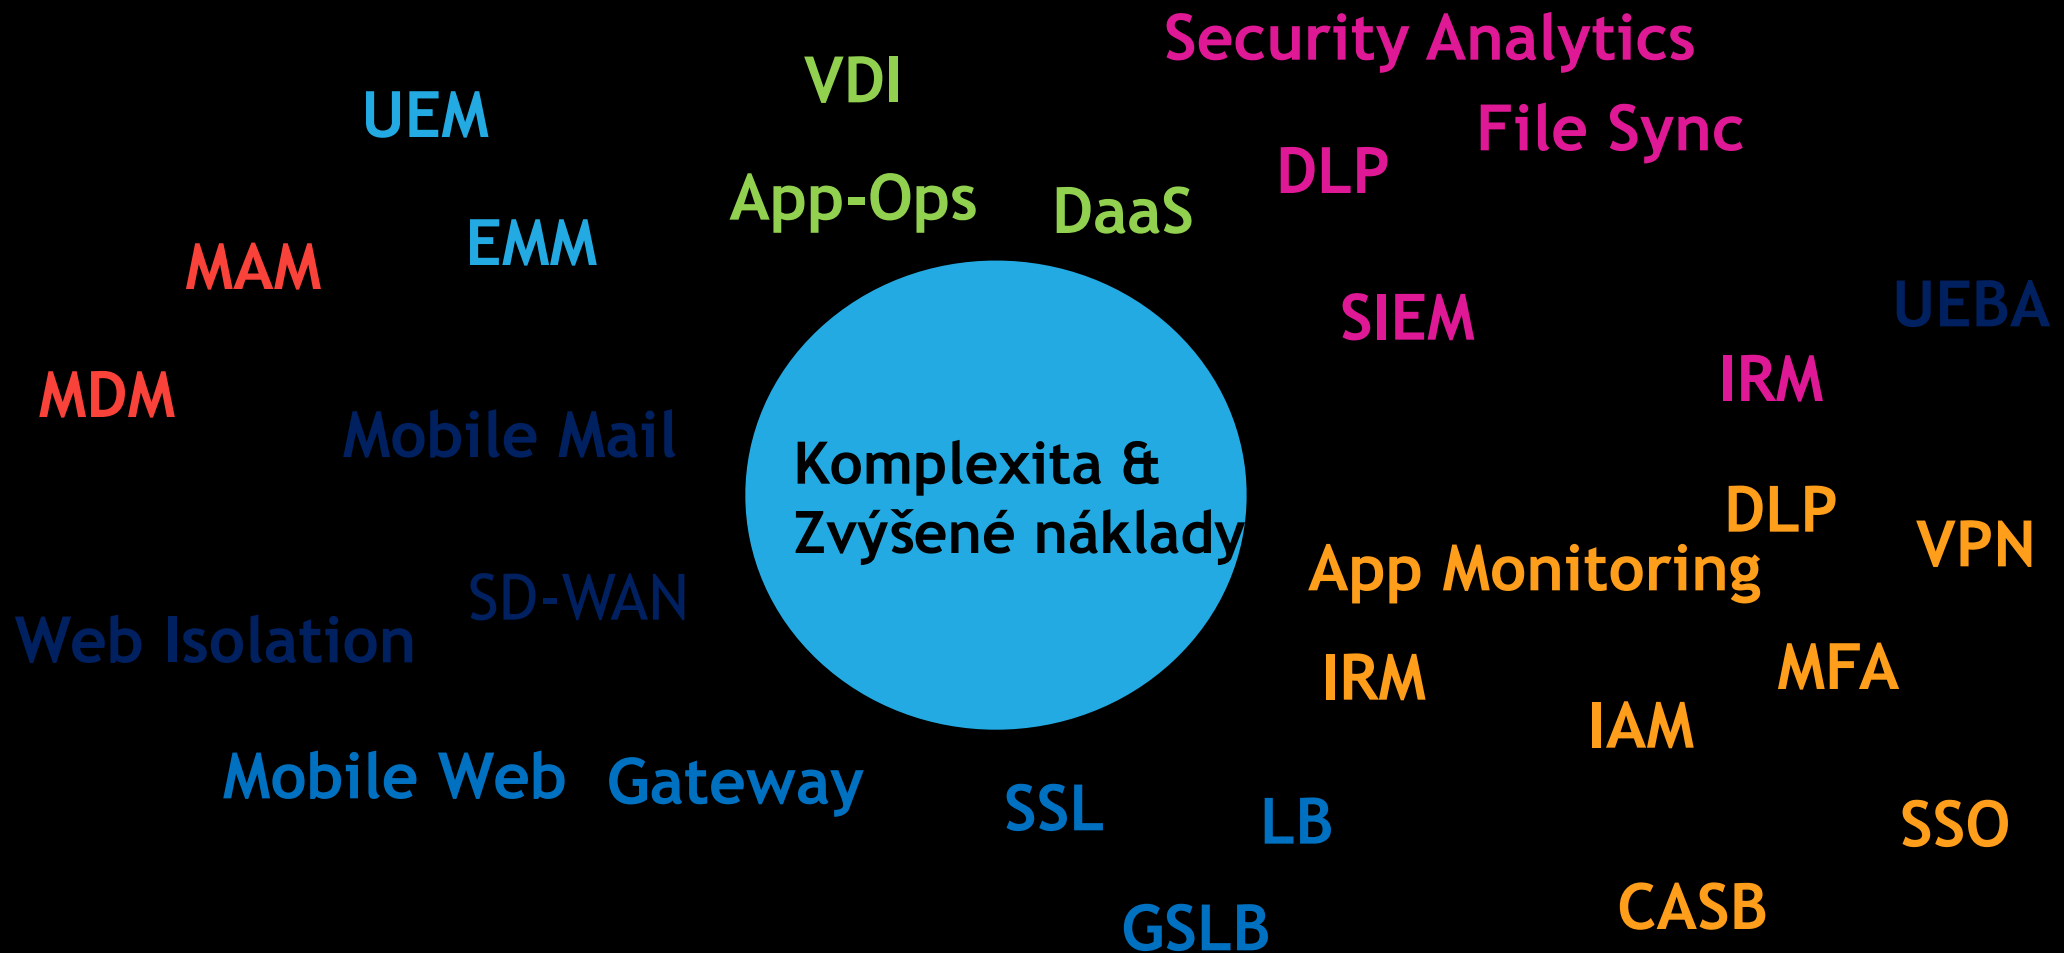 Security Analytics
VDI
UEM
File Sync
DLP
App-Ops
DaaS
EMM
MAM
SIEM
UEBA
IRM
MDM
Mobile Mail
Komplexita &
Zvýšené náklady
DLP
VPN
App Monitoring
SD-WAN
Web Isolation
IRM
MFA
IAM
Mobile Web
Gateway
SSL
LB
SSO
CASB
GSLB